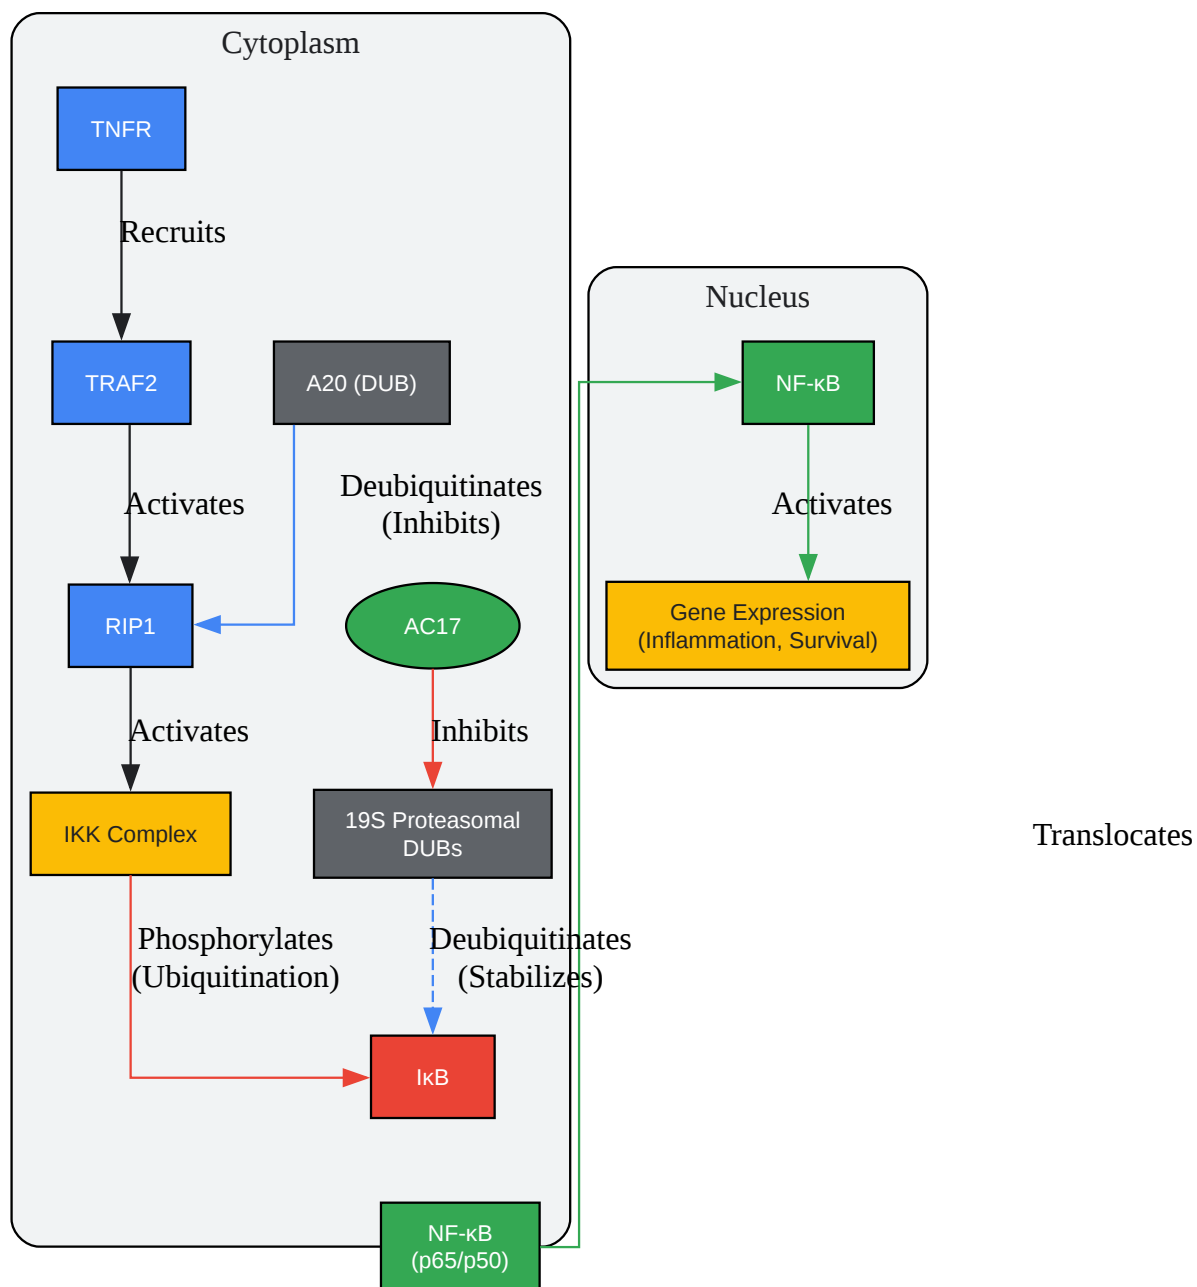 Cytoplasm
TNFR
Recruits
TRAF2
A20 (DUB)
Activates
Deubiquitinates
(Inhibits)
RIP1
AC17
Activates
Inhibits
IKK Complex
19S Proteasomal
DUBs
Phosphorylates
(Ubiquitination)
Deubiquitinates
(Stabilizes)
IκB
NF-κB
(p65/p50)
Nucleus
NF-κB
Activates
Gene Expression
(Inflammation, Survival)
Translocates